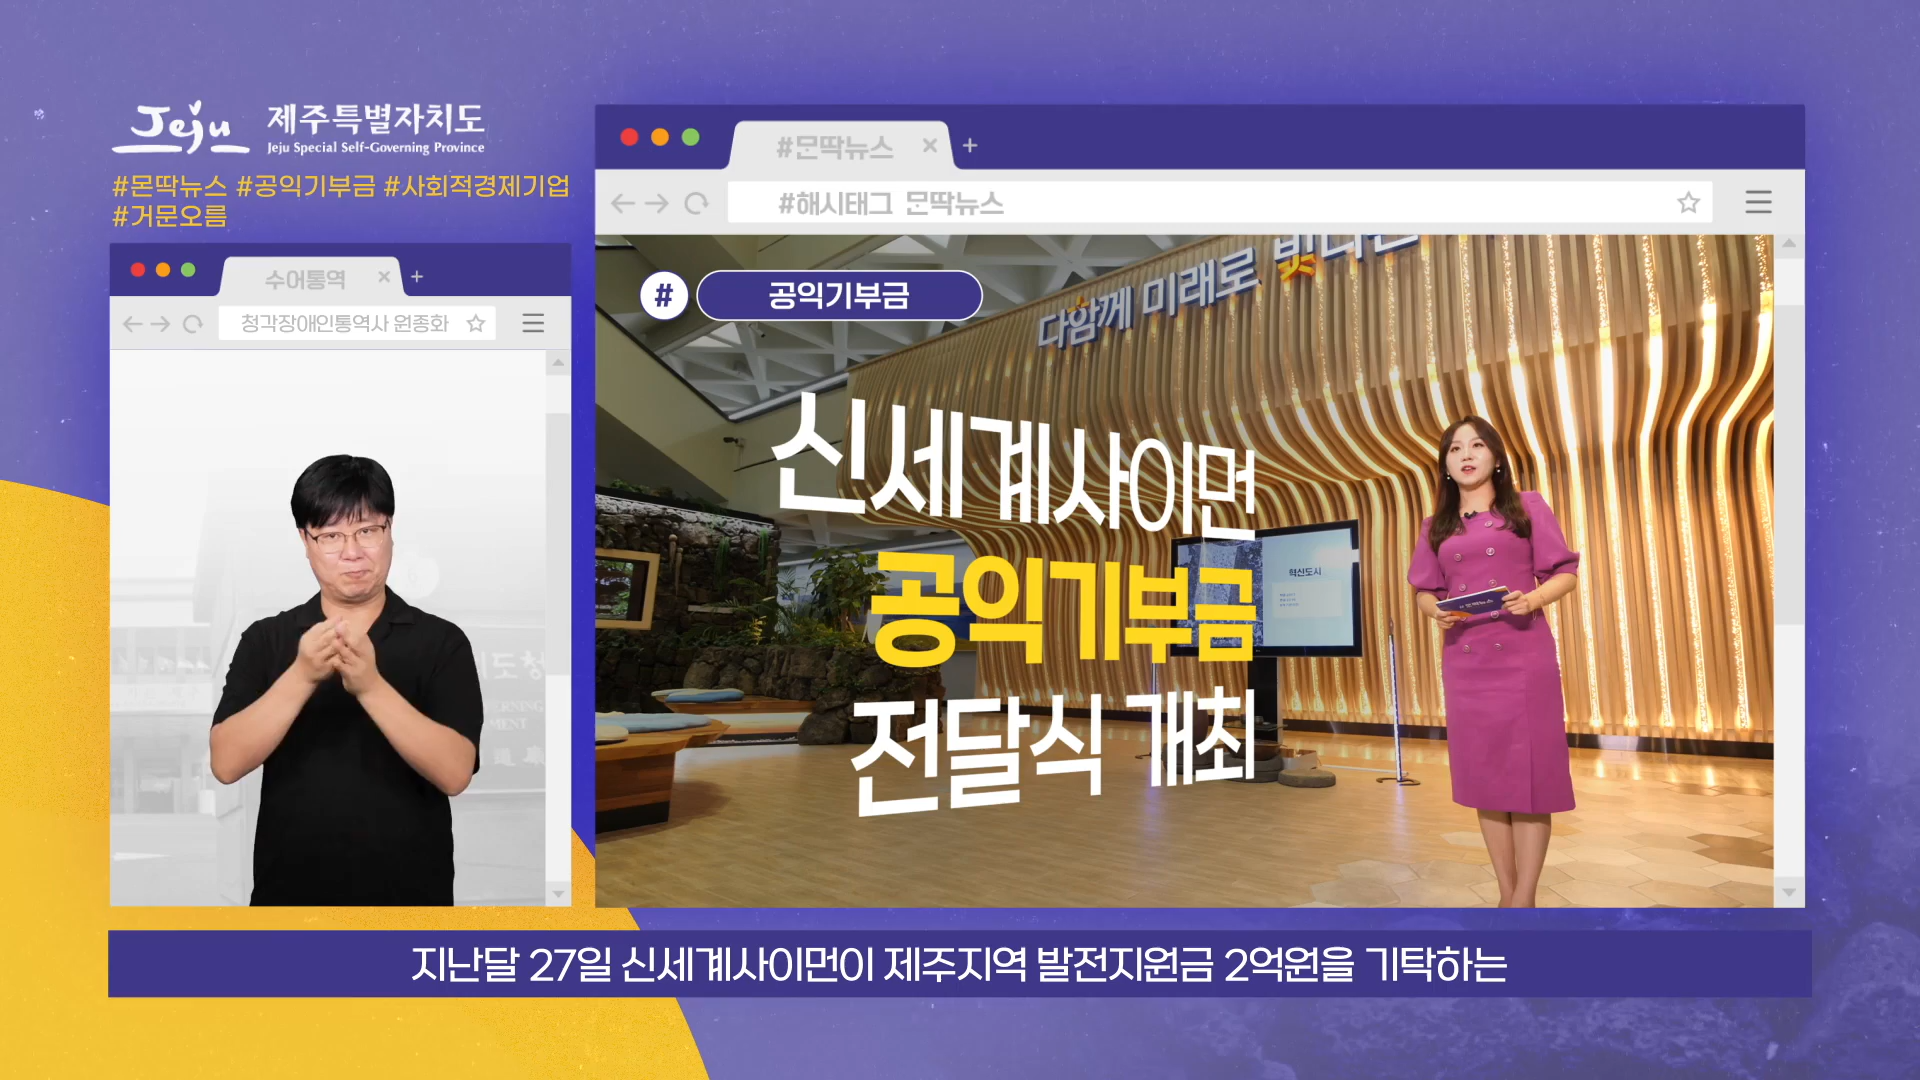 Jeju 제주특별자치도
Jeju Special Self-Governing Province
#몬딱뉴스 #공익기부금 #사회적경제기업
#거문오름
수어통역
청각장애인통역사 원종화
#몬딱뉴스
#해시태그 몬딱뉴스
# 공익기부금
다함께 미래로 빛나는
신세계사이먼
공익기부금
전달식 개최
혁신도시
지난달 27일 신세계사이먼이 제주지역 발전지원금 2억원을 기탁하는